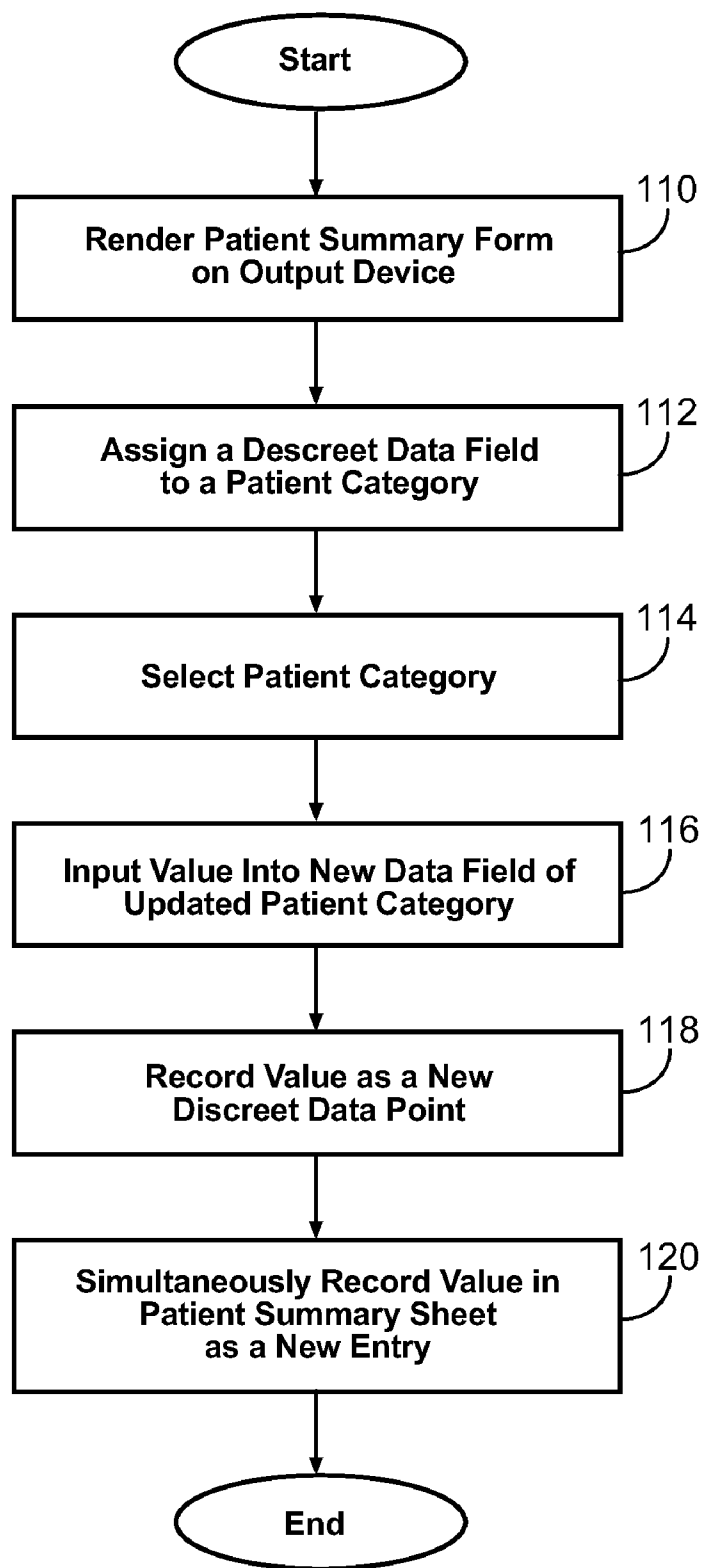 Start
110
Render Patient Summary Form
on Output Device
112
Assign a Descreet Data Field
to a Patient Category
114
Select Patient Category
116
Input Value Into New Data Field of
Updated Patient Category
118
Record Value as a New
Discreet Data Point
120
Simultaneously Record Value in
Patient Summary Sheet
as a New Entry
End